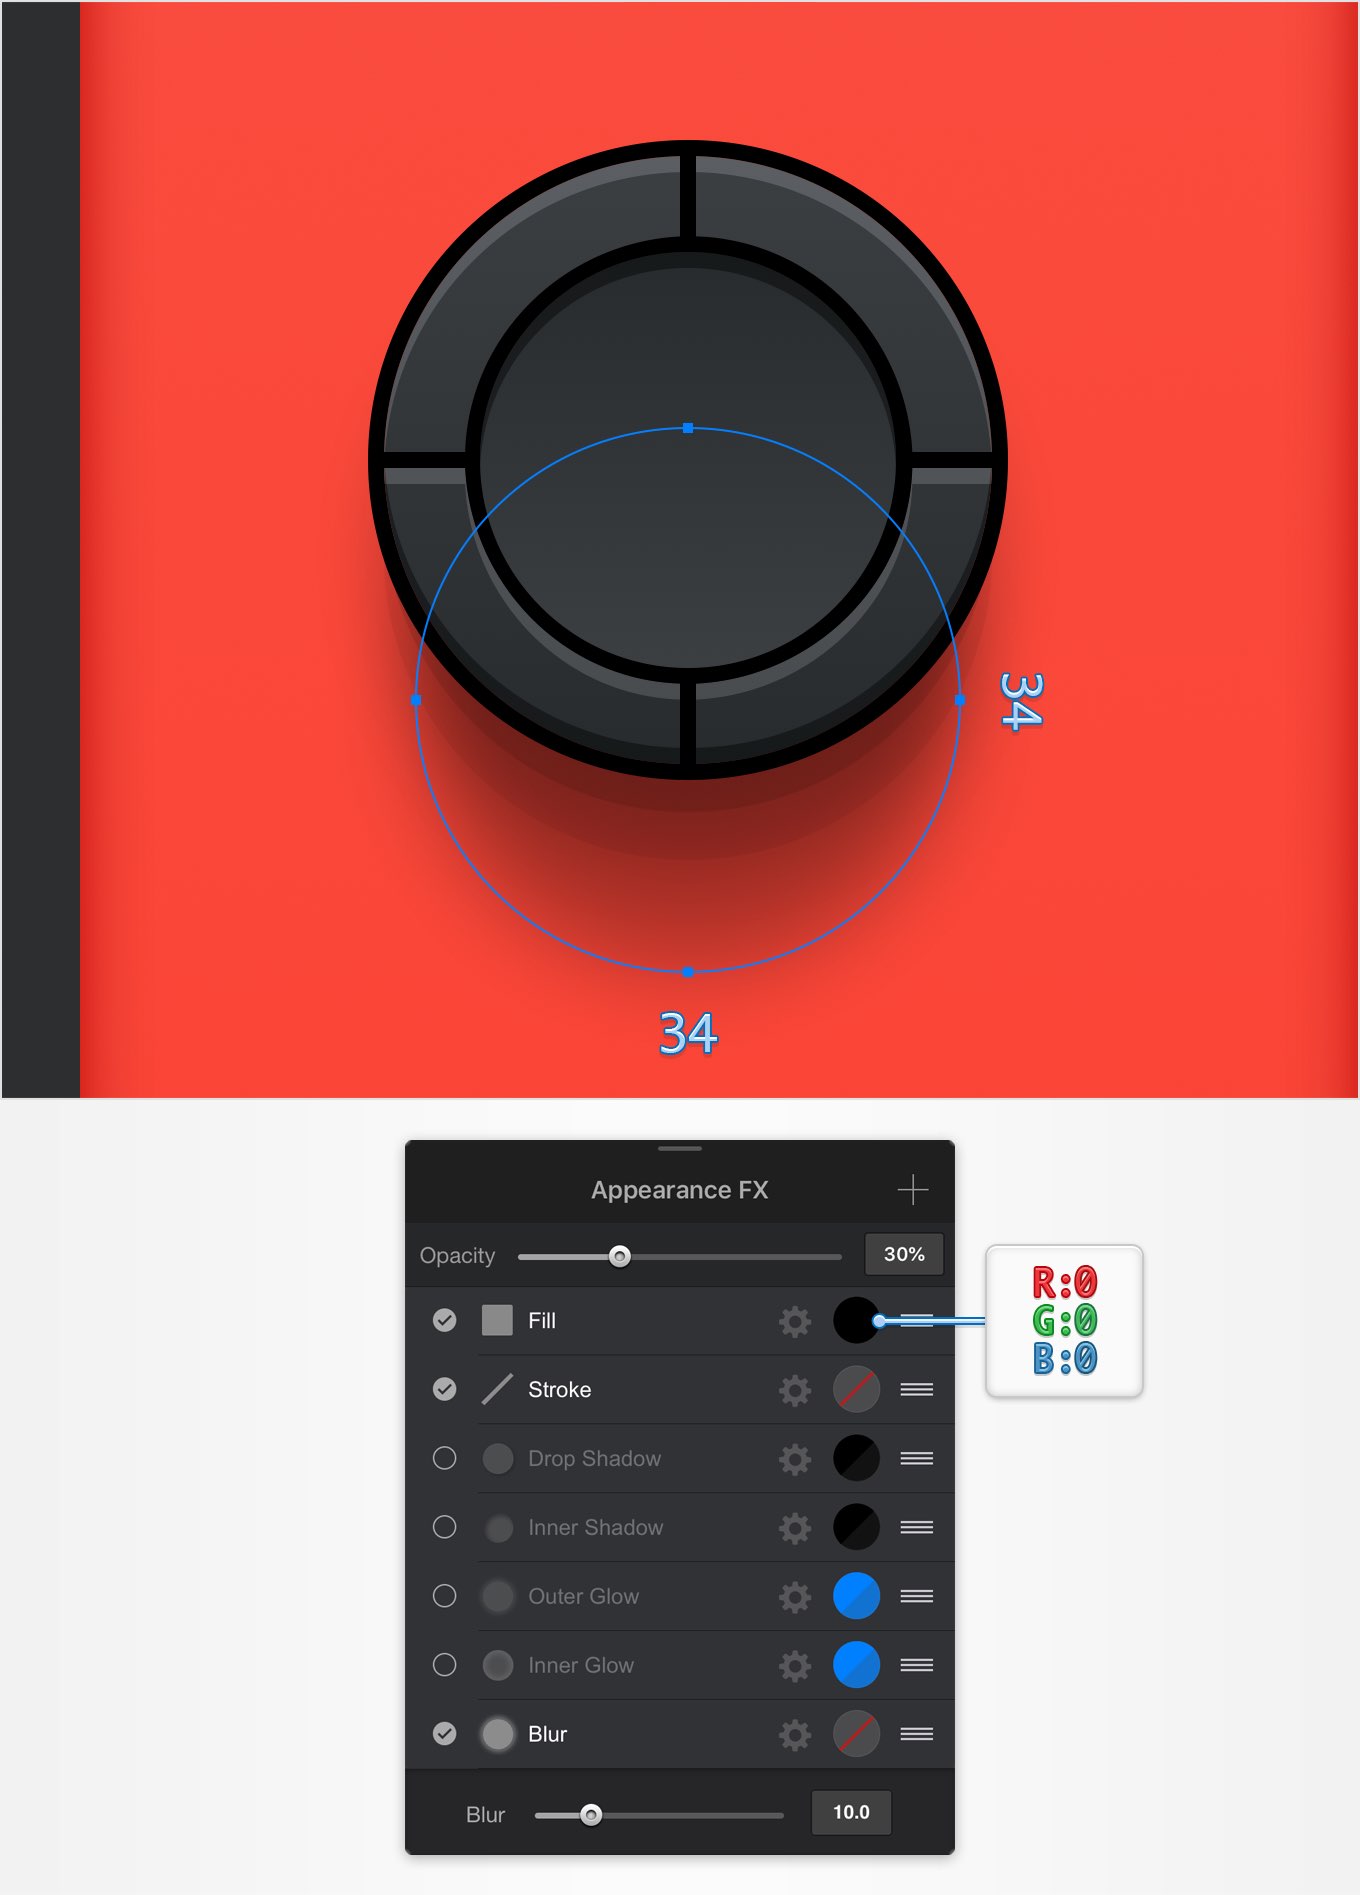 34
34
Appearance FX
Opacity 30%
Fill
R:0
G:0
B:0
Stroke
Drop Shadow
Inner Shadow
Outer Glow
Inner Glow
Blur
Blur 10.0